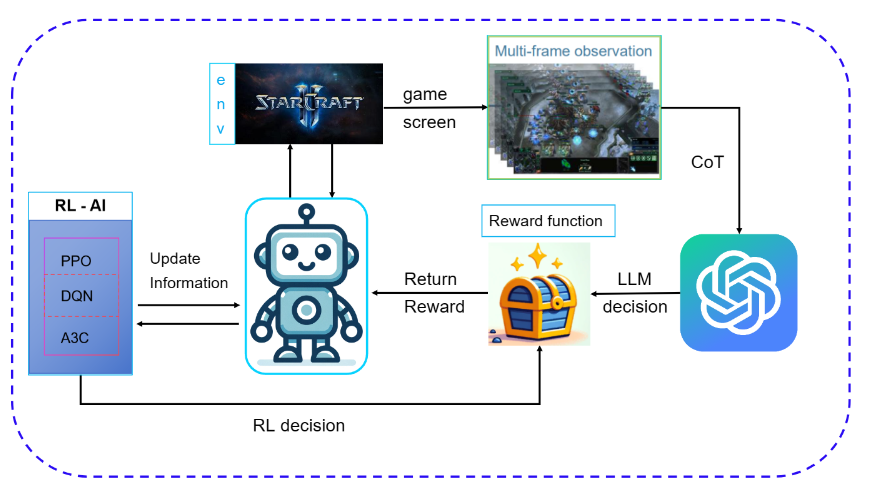 Multi-frame observation
e
n
v
STARCRAFT
II
game
screen
CoT
RL - AI
Reward function
PPO
DQN
A3C
Update
Information
Return
Reward
LLM
decision
RL decision